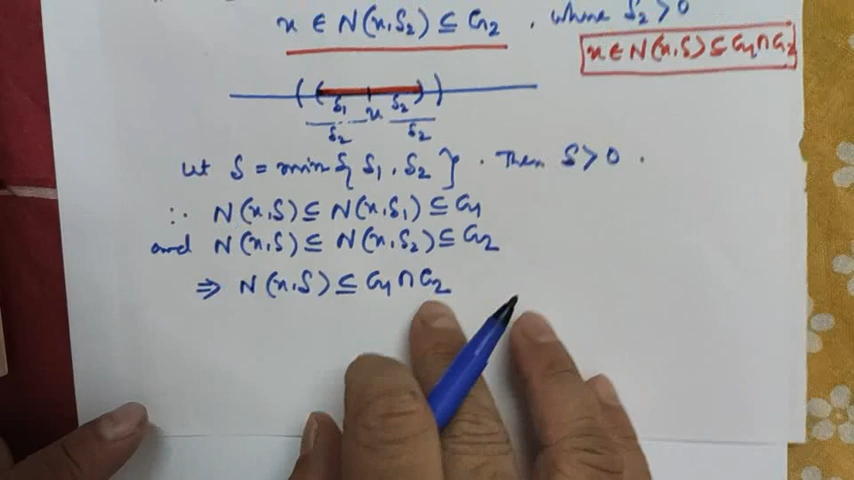 x ∈ N(x, δ₂) ⊆ G₂ , where δ₂ > 0
x ∈ N(x, δ) ⊆ G₁ ∩ G₂
( ( ) )
δ₁ x δ₂
δ₂ δ₂
Let δ = min { δ₁, δ₂ } . Then δ > 0 .
∴ N(x, δ) ⊆ N(x, δ₁) ⊆ G₁
and N(x, δ) ⊆ N(x, δ₂) ⊆ G₂
⇒ N(x, δ) ⊆ G₁ ∩ G₂